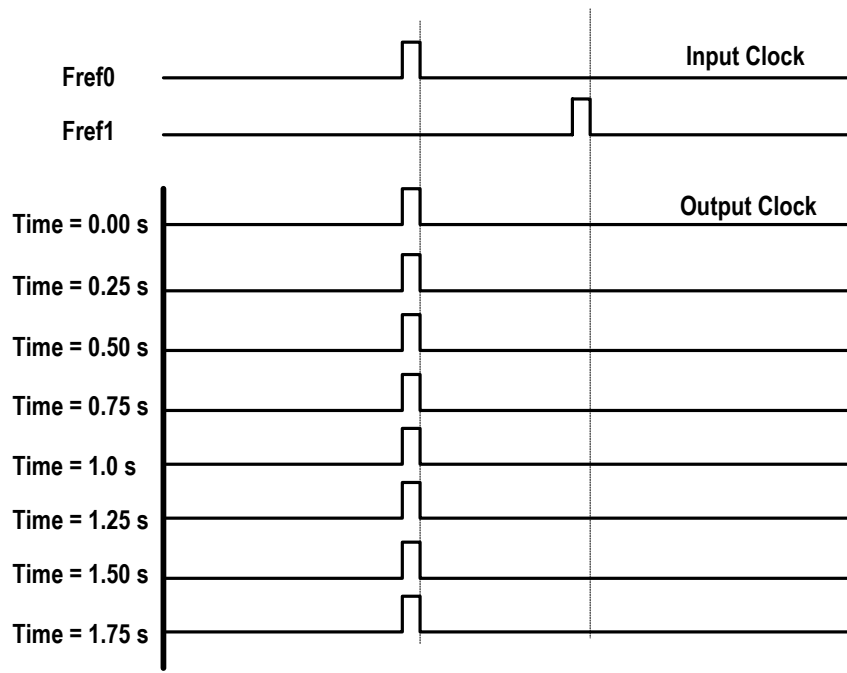 Input Clock
Fref0
Fref1
Output Clock
Time = 0.00 s
Time = 0.25 s
Time = 0.50 s
Time = 0.75 s
Time = 1.0 s
Time = 1.25 s
Time = 1.50 s
Time = 1.75 s